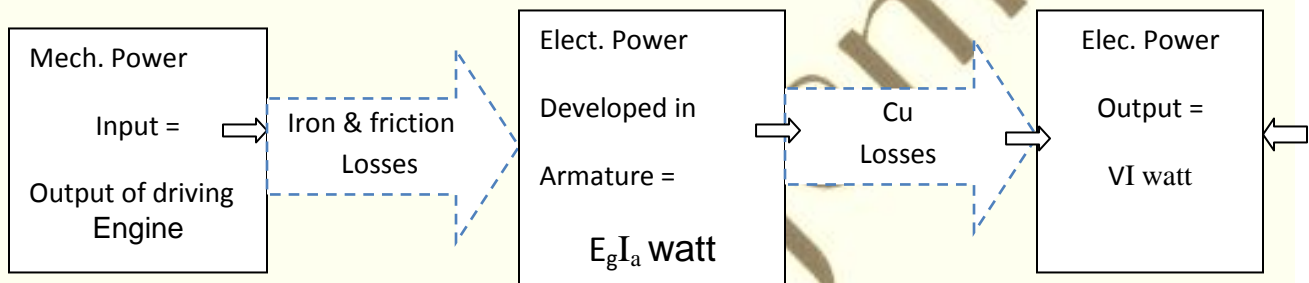 Mech. Power
Input =
Output of driving
Engine
Iron & friction
Losses
Elect. Power
Developed in
Armature =
EgIa watt
Cu
Losses
Elec. Power
Output =
VI watt